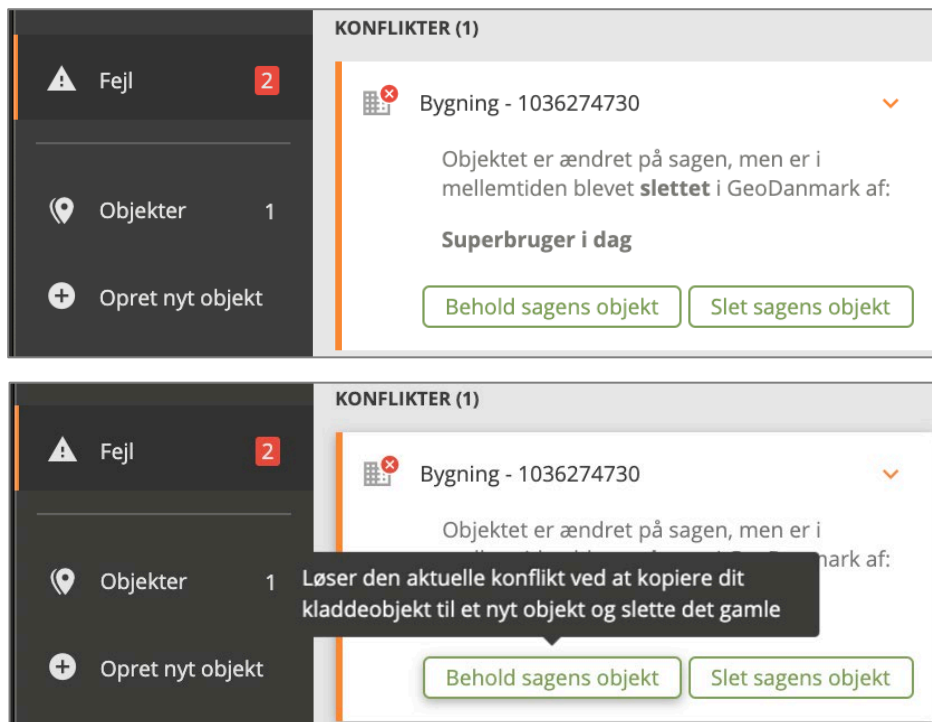 KONFLIKTER (1)
Fejl 2
Bygning - 1036274730
Objektet er ændret på sagen, men er i
mellemtiden blevet slettet i GeoDanmark af:
Objekter 1
Superbruger i dag
Opret nyt objekt
Behold sagens objekt Slet sagens objekt
KONFLIKTER (1)
Fejl 2
Bygning - 1036274730
Objektet er ændret på sagen, men er i
ark af:
Objekter 1
Løser den aktuelle konflikt ved at kopiere dit
kladdeobjekt til et nyt objekt og slette det gamle
Opret nyt objekt
Behold sagens objekt Slet sagens objekt